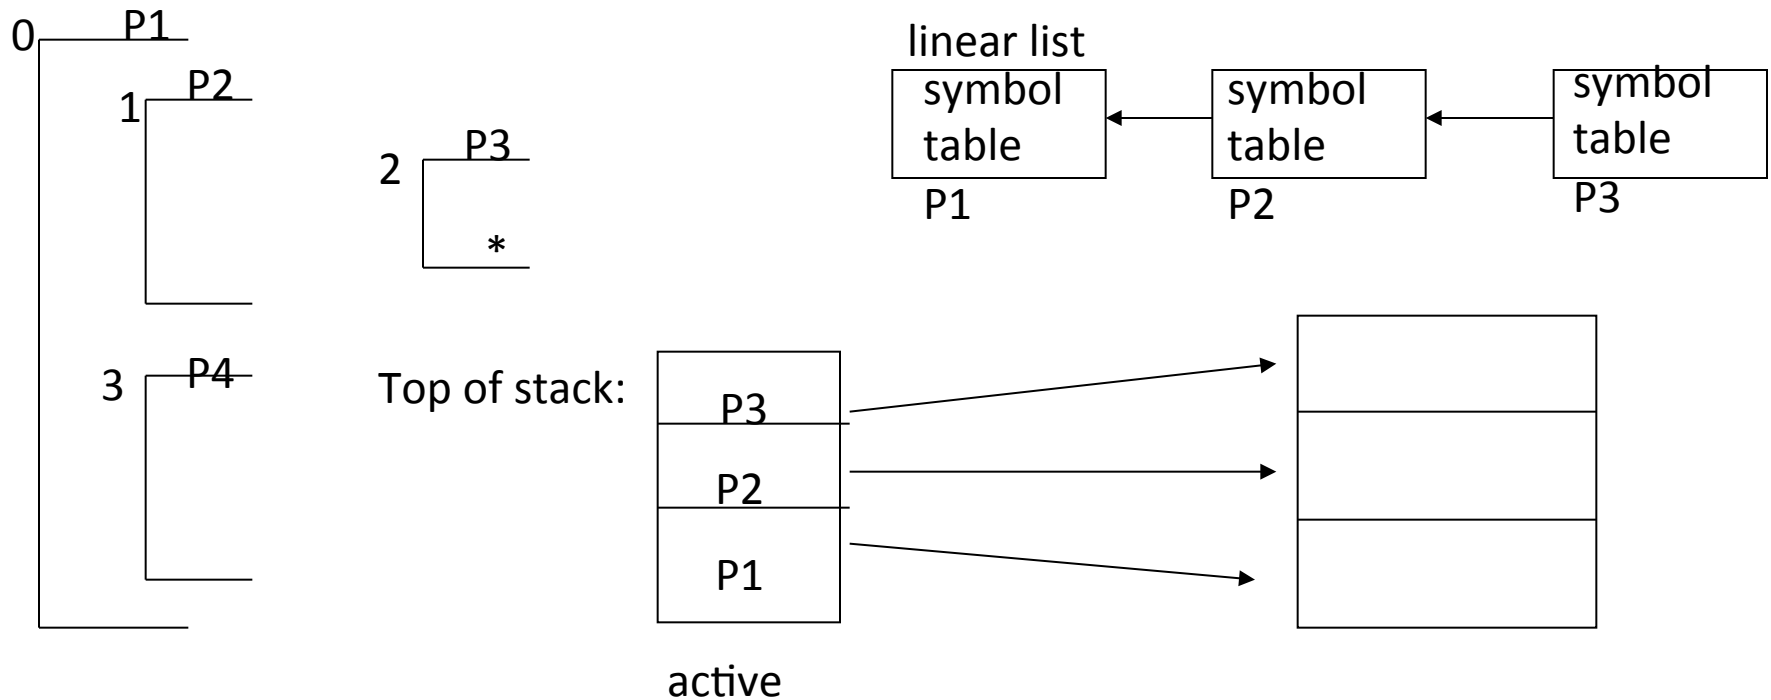 0
P1
1
P2
2
P3
*
3
P4
linear list
symbol
table
P1
symbol
table
P2
symbol
table
P3
Top of stack:
P3
P2
P1
active